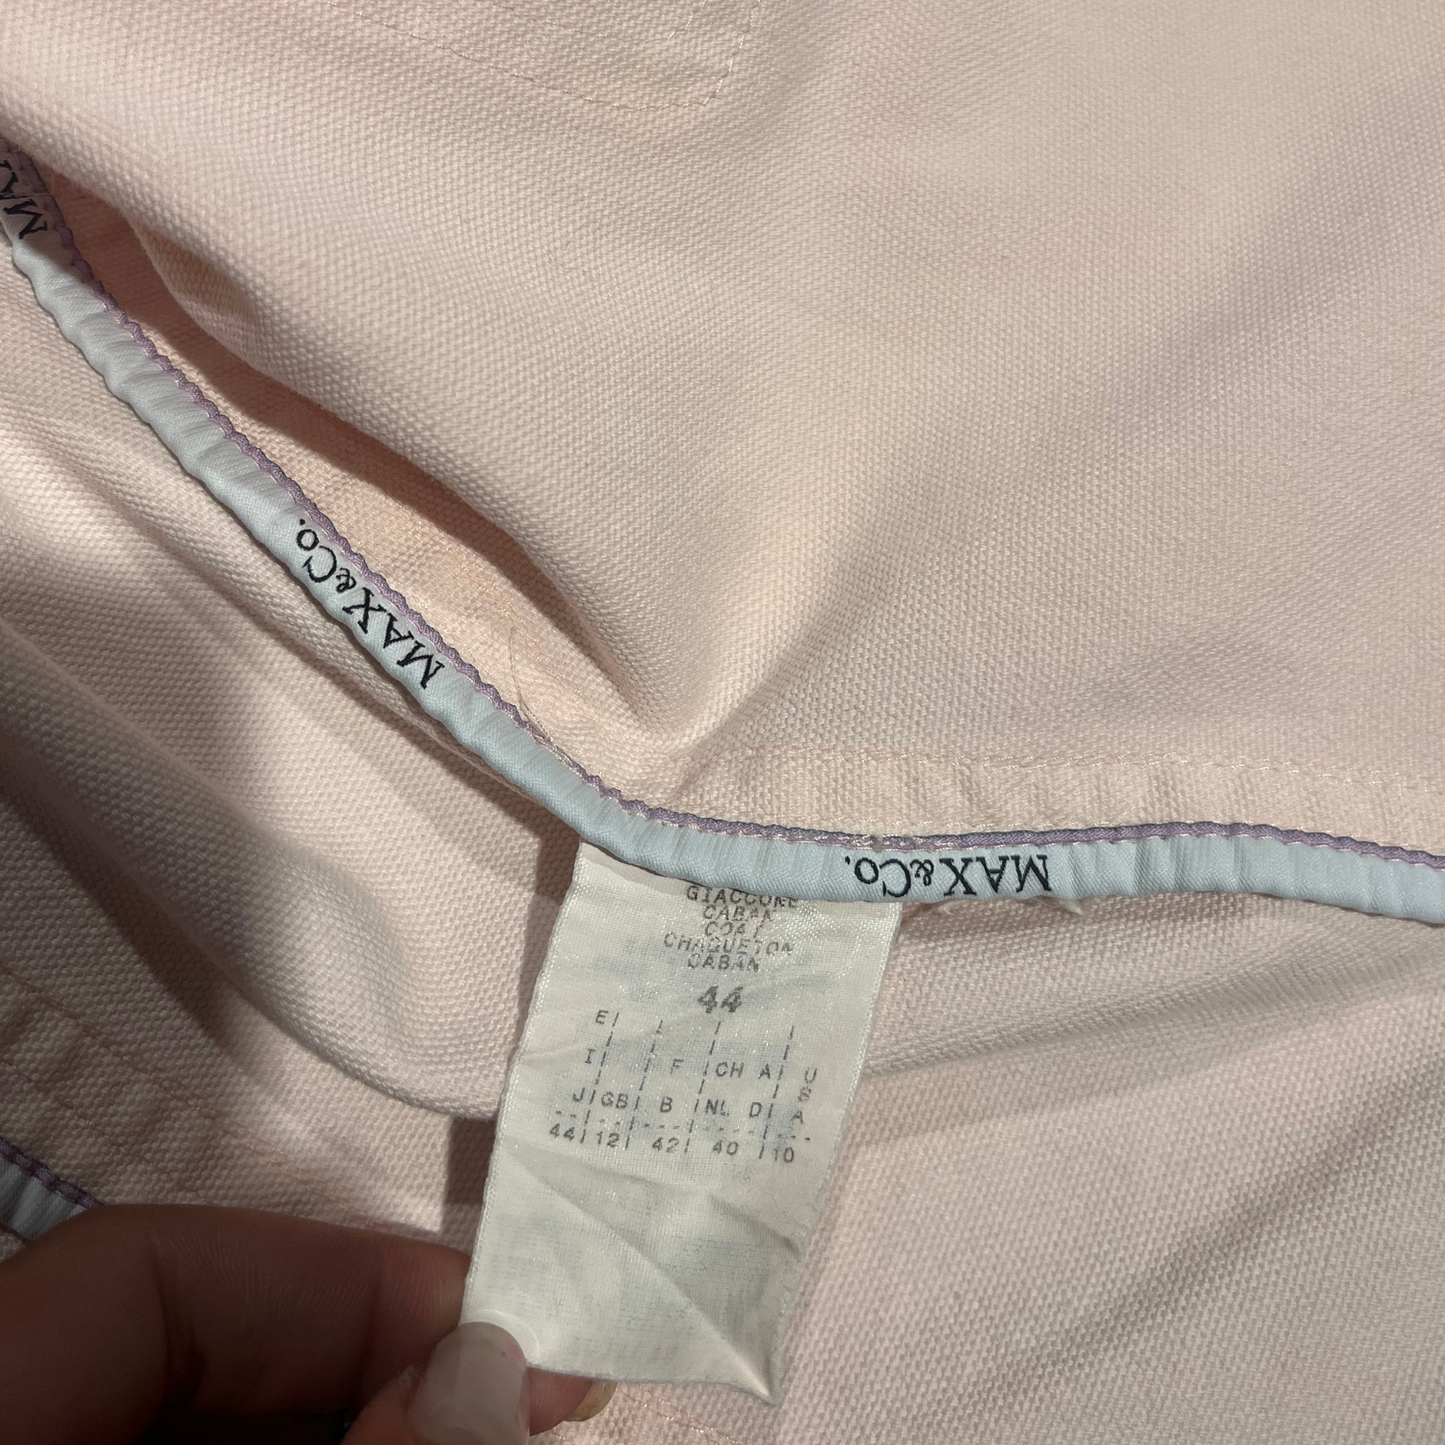 MAX
MAX&Co.
MAX&Co.
GIACCONE
CABAN
COAT
CHAQUETON
CABAN
44
E
I F CH A USA
J GB B NL D
44 12 42 40 10